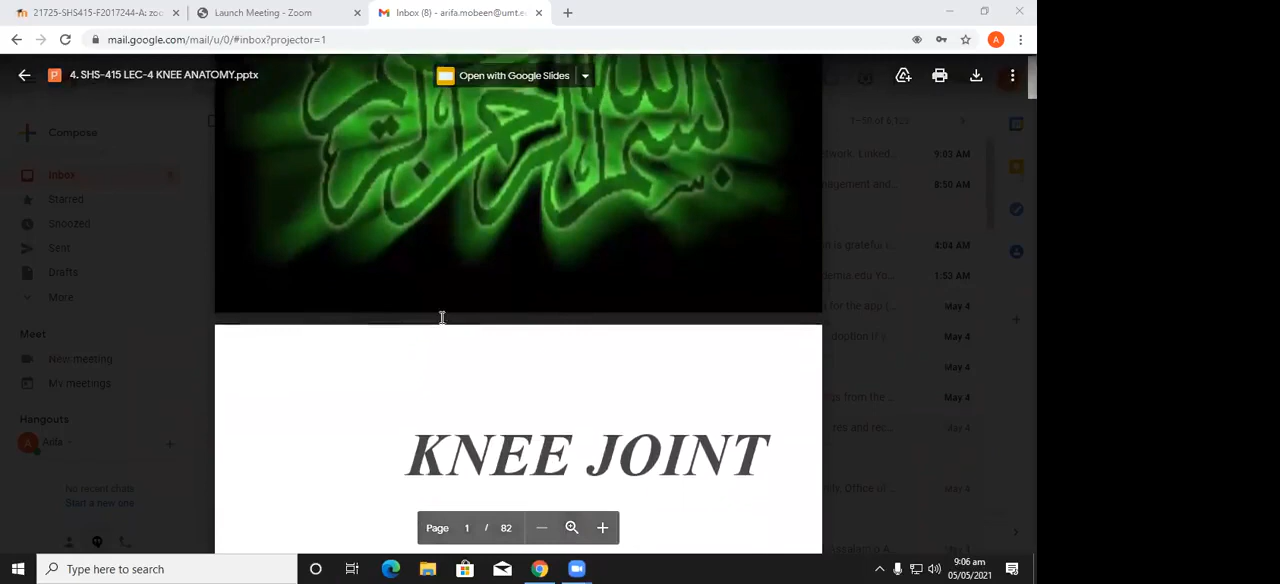 21725-SHS415-F2017244-A: zoo
Launch Meeting - Zoom
Inbox (8) - arifa.mobeen@umt.e
mail.google.com/mail/u/0/#inbox?projector=1
A
P
4. SHS-415 LEC-4 KNEE ANATOMY.pptx
Open with Google Slides
Compose
Inbox
Starred
Snoozed
Sent
Drafts
More
Meet
New meeting
My meetings
Hangouts
A
Arifa
No recent chats
Start a new one
9:03 AM
8:50 AM
4:04 AM
1:53 AM
May 4
May 4
May 4
May 4
May 4
May 4
بسم الله الرحمن
KNEE JOINT
Page 1 / 82
Type here to search
9:06 am
05/05/2021